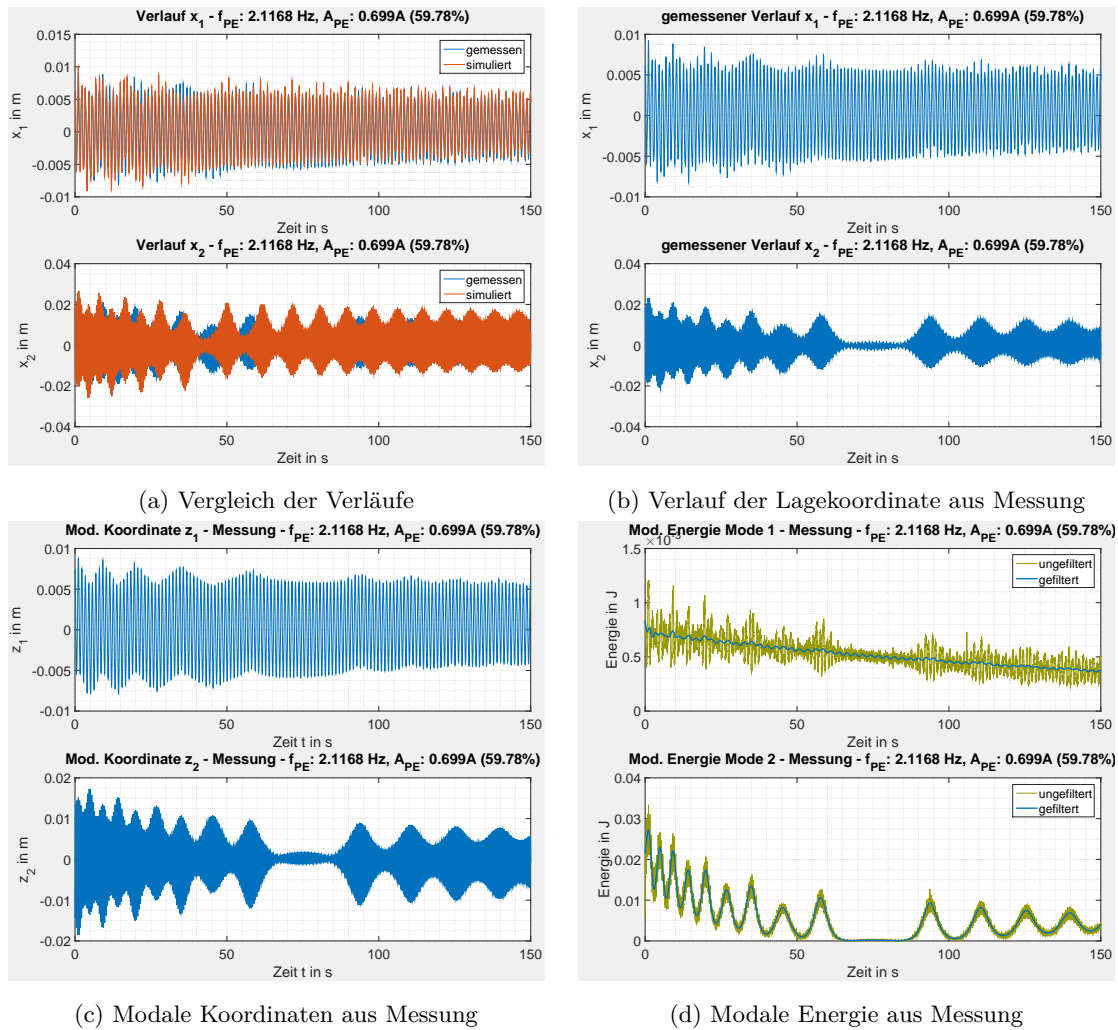 Verlauf x1 - fPE: 2.1168 Hz, APE: 0.699A (59.78%)
0.015
0.01
0.005
0
-0.005
-0.01
x1 in m
gemessen
simuliert
0 50 100 150
Zeit in s
Verlauf x2 - fPE: 2.1168 Hz, APE: 0.699A (59.78%)
0.04
0.02
0
-0.02
-0.04
x2 in m
gemessen
simuliert
0 50 100 150
Zeit in s
(a) Vergleich der Verläufe
gemessener Verlauf x1 - fPE: 2.1168 Hz, APE: 0.699A (59.78%)
0.01
0.005
0
-0.005
-0.01
x1 in m
0 50 100 150
Zeit in s
gemessener Verlauf x2 - fPE: 2.1168 Hz, APE: 0.699A (59.78%)
0.04
0.02
0
-0.02
-0.04
x2 in m
0 50 100 150
Zeit in s
(b) Verlauf der Lagekoordinate aus Messung
Mod. Koordinate z1 - Messung - fPE: 2.1168 Hz, APE: 0.699A (59.78%)
0.01
0.005
0
-0.005
-0.01
z1 in m
0 50 100 150
Zeit t in s
Mod. Koordinate z2 - Messung - fPE: 2.1168 Hz, APE: 0.699A (59.78%)
0.02
0.01
0
-0.01
-0.02
z2 in m
0 50 100 150
Zeit t in s
(c) Modale Koordinaten aus Messung
Mod. Energie Mode 1 - Messung - fPE: 2.1168 Hz, APE: 0.699A (59.78%)
1.5
1
0.5
0
Energie in J
ungefiltert
gefiltert
0 50 100 150
Zeit in s
Mod. Energie Mode 2 - Messung - fPE: 2.1168 Hz, APE: 0.699A (59.78%)
0.04
0.03
0.02
0.01
0
Energie in J
ungefiltert
gefiltert
0 50 100 150
Zeit in s
(d) Modale Energie aus Messung